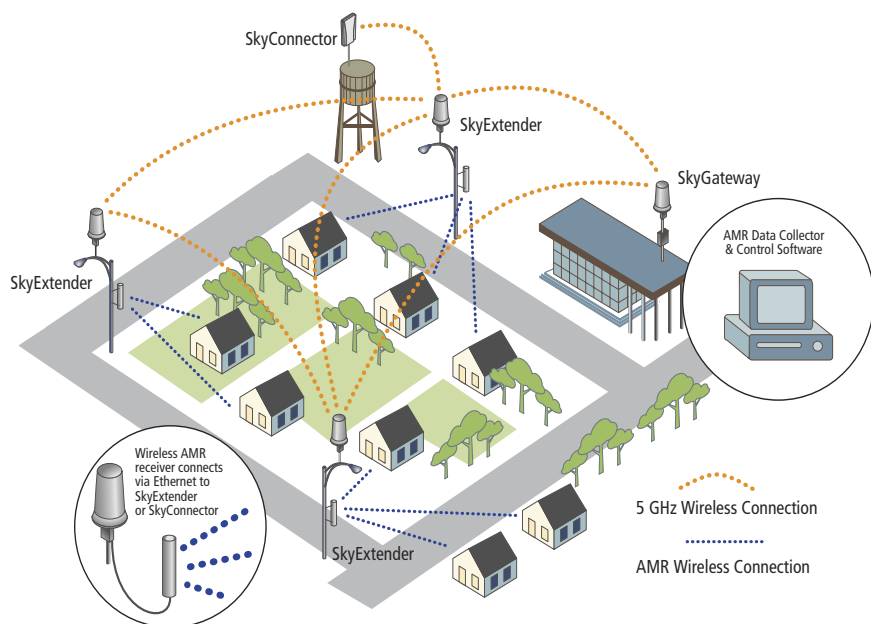 SkyConnector
SkyExtender
SkyGateway
AMR Data Collector
& Control Software
SkyExtender
Wireless AMR
receiver connects
via Ethernet to
SkyExtender
or SkyConnector
SkyExtender
5 GHz Wireless Connection
AMR Wireless Connection